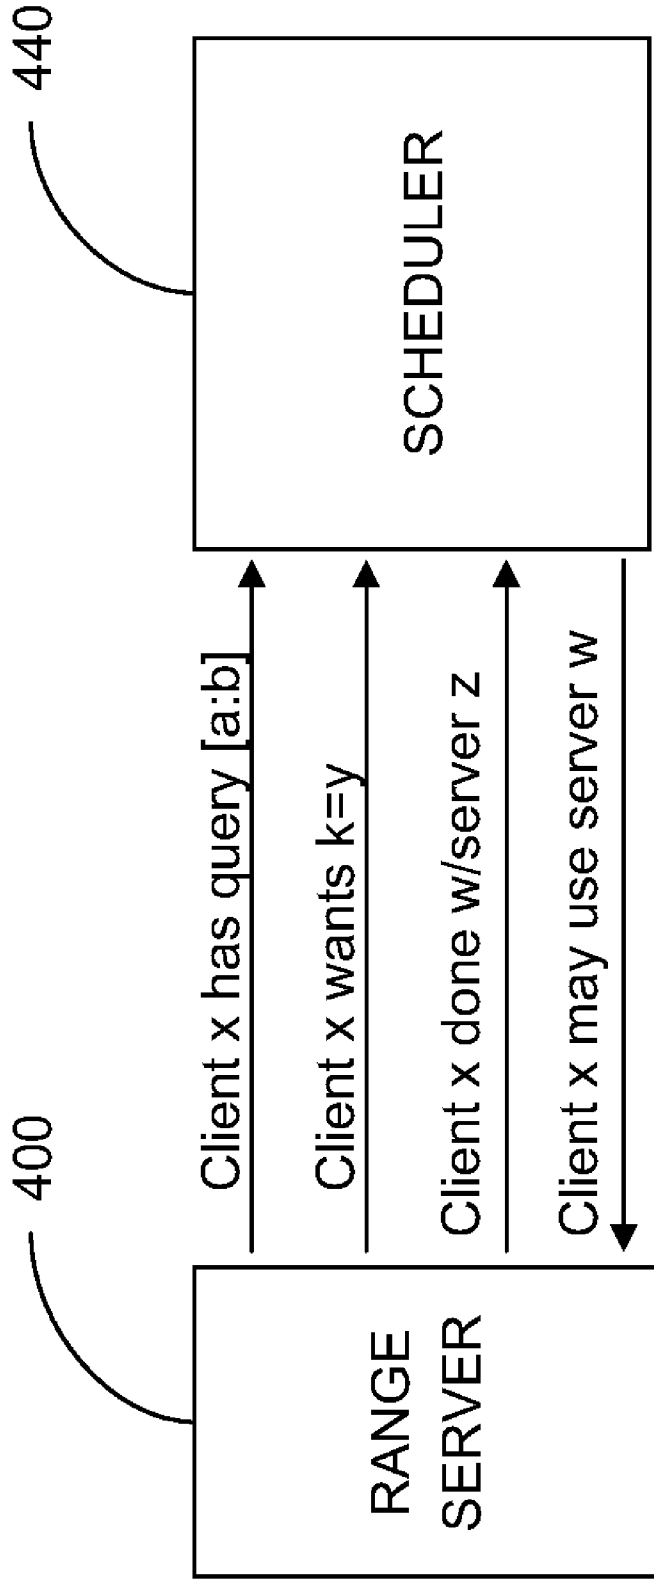 400
440
RANGE
SERVER
Client x has query [a:b]
Client x wants k=y
Client x done w/server z
Client x may use server w
SCHEDULER